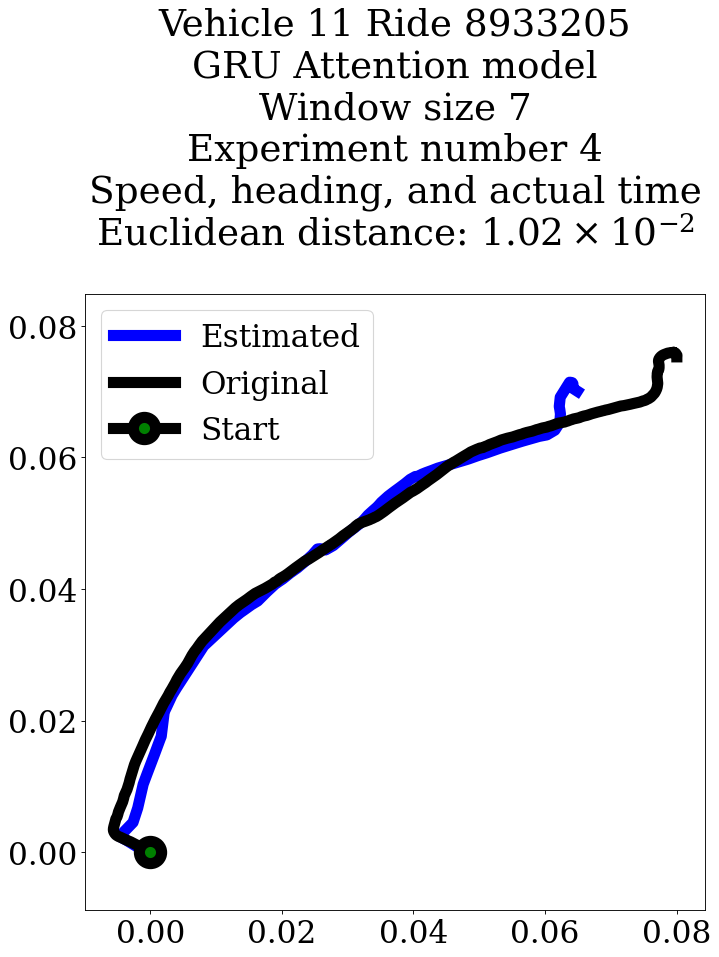 Vehicle 11 Ride 8933205
GRU Attention model
Window size 7
Experiment number 4
Speed, heading, and actual time
Euclidean distance: 1.02 × 10⁻²
Estimated
Original
Start
0.08
0.06
0.04
0.02
0.00
0.00 0.02 0.04 0.06 0.08